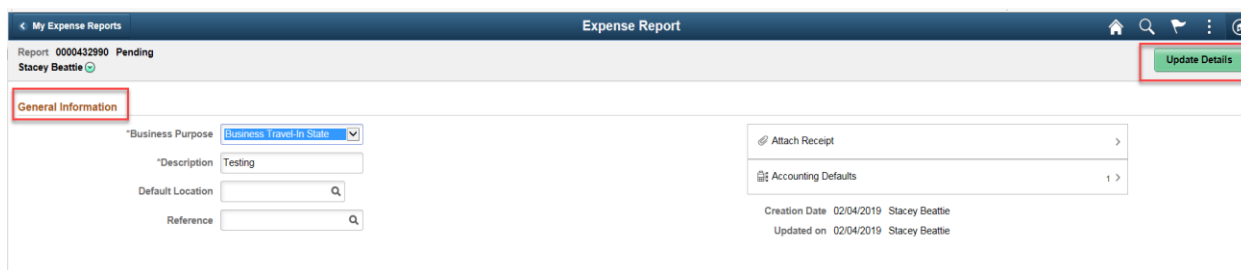 My Expense Reports
Expense Report
Report 0000432990 Pending
Stacey Beattie
Update Details
General Information
*Business Purpose Business Travel-In State
*Description Testing
Default Location
Reference
Attach Receipt
Accounting Defaults 1
Creation Date 02/04/2019 Stacey Beattie
Updated on 02/04/2019 Stacey Beattie